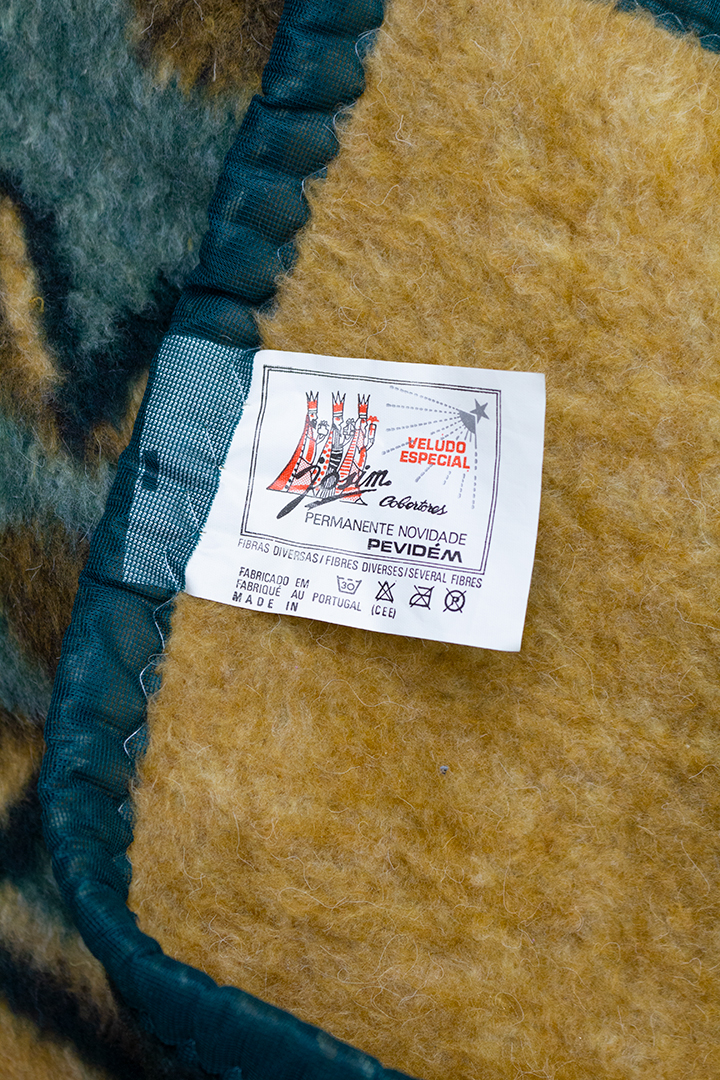 VELUDO
ESPECIAL
Josim
Cobertores
PERMANENTE NOVIDADE
PEVIDÉM
FIBRAS DIVERSAS/FIBRES DIVERSES/SEVERAL FIBRES
FABRICADO EM
FABRIQUÉ AU PORTUGAL (CEE)
MADE IN
30